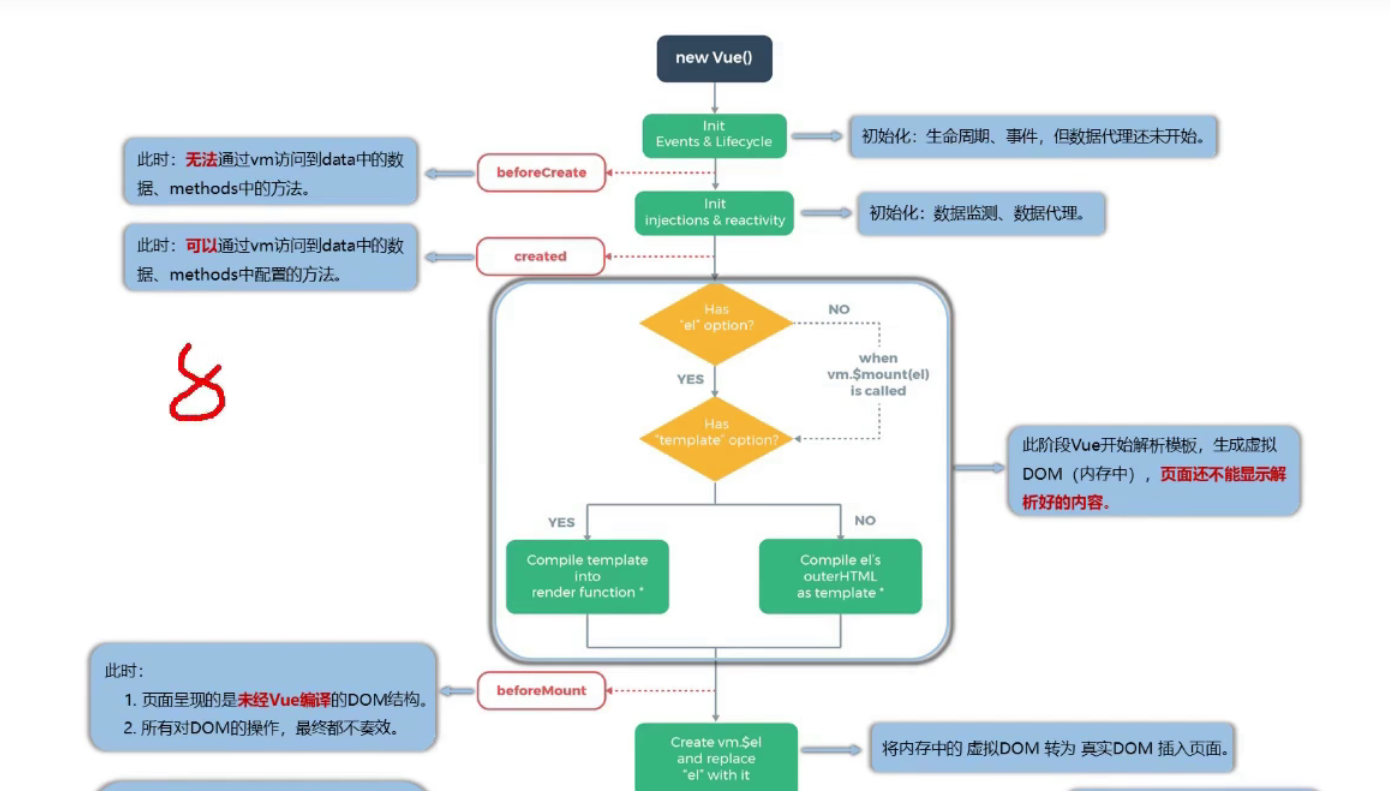 new Vue()
Init
Events & Lifecycle
初始化：生命周期、事件，但数据代理还未开始。
此时：无法通过vm访问到data中的数
据、methods中的方法。
beforeCreate
Init
injections & reactivity
初始化：数据监测、数据代理。
此时：可以通过vm访问到data中的数
据、methods中配置的方法。
created
Has
“el” option?
NO
when
vm.$mount(el)
is called
YES
Has
“template” option?
8
此阶段Vue开始解析模板，生成虚拟
DOM（内存中），页面还不能显示解
析好的内容。
YES
NO
Compile template
into
render function *
Compile el’s
outerHTML
as template *
此时：
1. 页面呈现的是未经Vue编译的DOM结构。
2. 所有对DOM的操作，最终都不奏效。
beforeMount
Create vm.$el
and replace
“el” with it
将内存中的 虚拟DOM 转为 真实DOM 插入页面。